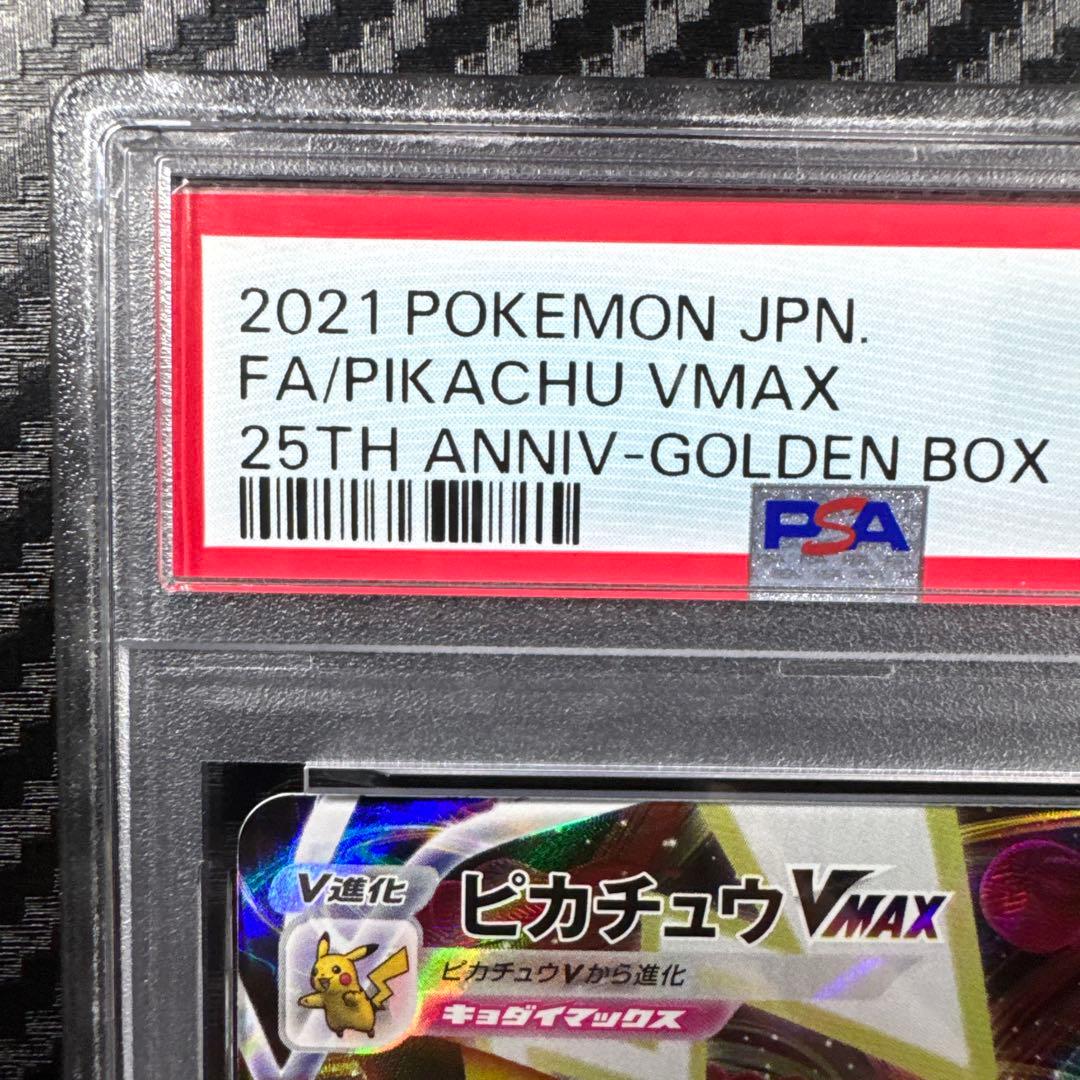 2021 POKEMON JPN.
FA/PIKACHU VMAX
25TH ANNIV-GOLDEN BOX
PSA
V進化
ピカチュウVMAX
ピカチュウVから進化
キョダイマックス